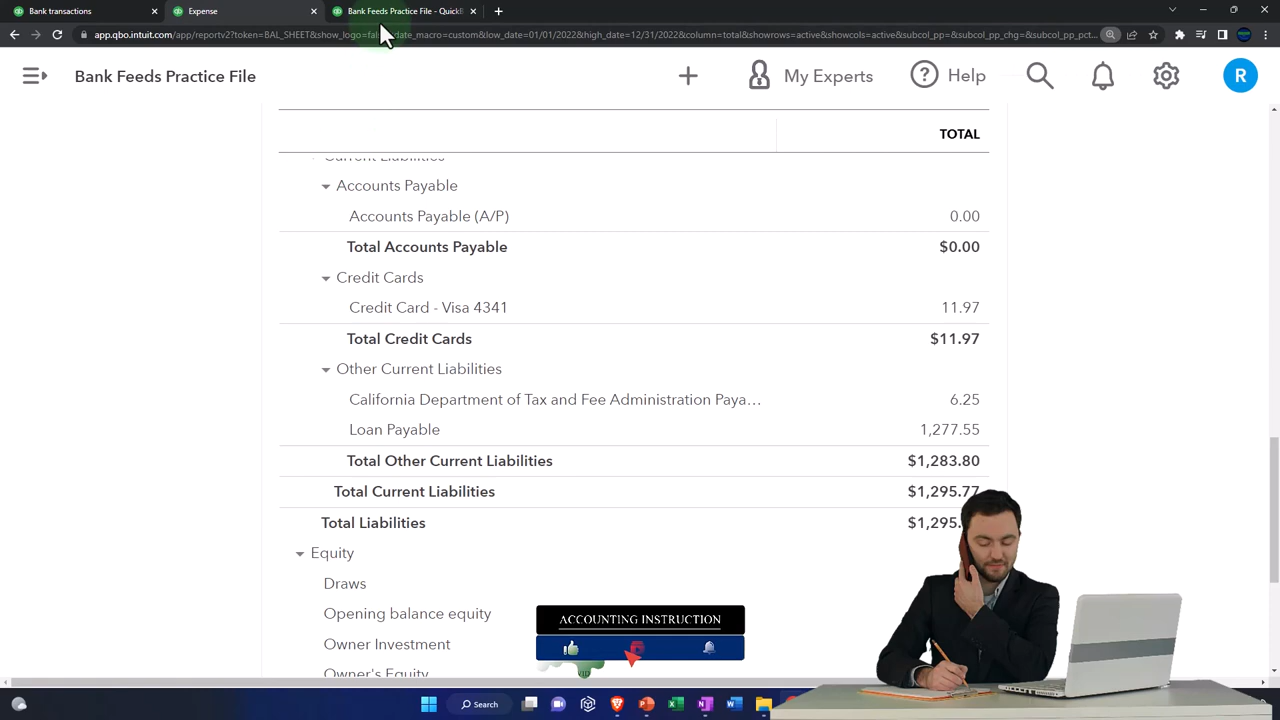 Bank transactions
Expense
Bank Feeds Practice File - QuickB
app.qbo.intuit.com/app/reportv2?token=BAL_SHEET&show_logo=fal
ate_macro=custom&low_date=01/01/2022&high_date=12/31/2022&column=total&showrows=active&showcols=active&subcol_pp=&subcol_pp_chg=&subcol_pp_pct...
Bank Feeds Practice File
My Experts
Help
R
TOTAL
Current Liabilities
Accounts Payable
Accounts Payable (A/P) 0.00
Total Accounts Payable $0.00
Credit Cards
Credit Card - Visa 4341 11.97
Total Credit Cards $11.97
Other Current Liabilities
California Department of Tax and Fee Administration Paya… 6.25
Loan Payable 1,277.55
Total Other Current Liabilities $1,283.80
Total Current Liabilities $1,295.77
Total Liabilities $1,295.
Equity
Draws
Opening balance equity
Owner Investment
Owner's Equity
ACCOUNTING INSTRUCTION
Search